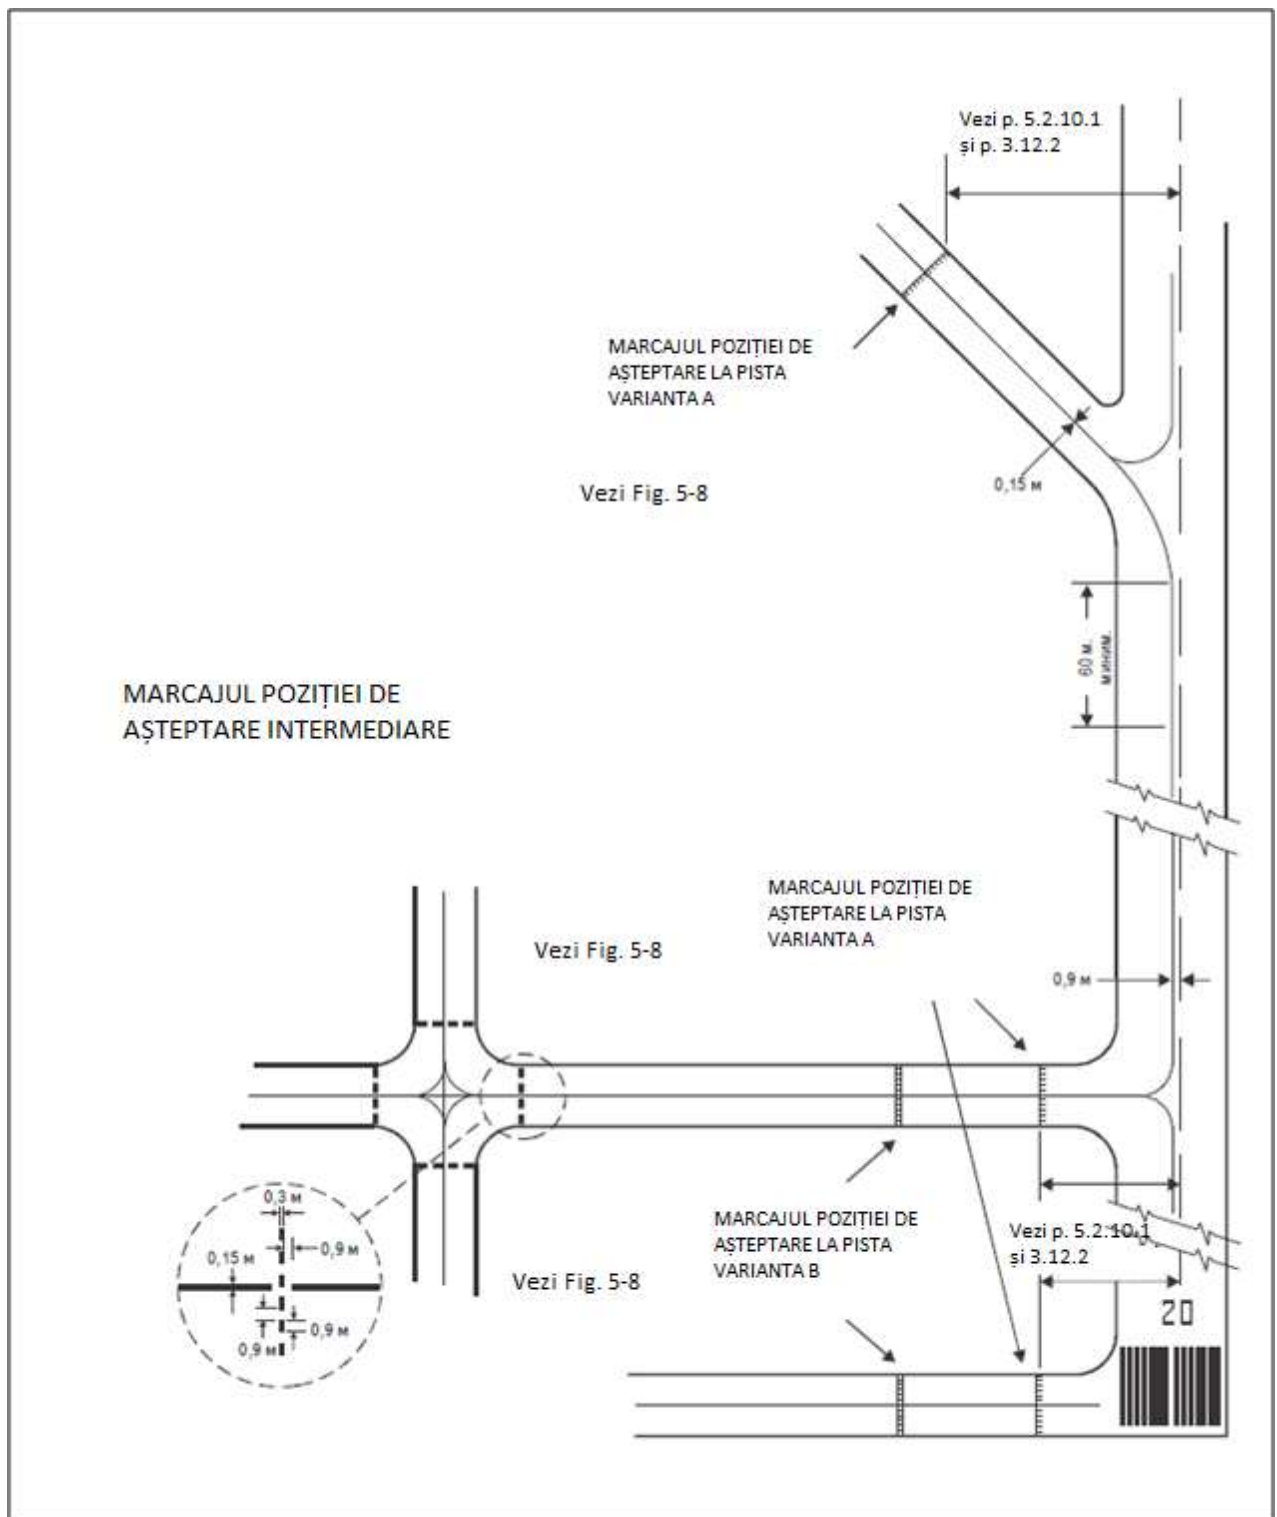 Vezi p. 5.2.10.1
și p. 3.12.2
MARCAJUL POZIȚIEI DE
AȘTEPTARE LA PISTA
VARIANTA A
Vezi Fig. 5-8
0,15 м
60 м.
миним.
MARCAJUL POZIȚIEI DE
AȘTEPTARE INTERMEDIARE
MARCAJUL POZIȚIEI DE
AȘTEPTARE LA PISTA
VARIANTA A
Vezi Fig. 5-8
0,9 м
0,3 м
0,9 м
0,15 м
0,9 м
0,9 м
Vezi Fig. 5-8
MARCAJUL POZIȚIEI DE
AȘTEPTARE LA PISTA
VARIANTA B
Vezi p. 5.2.10.1
și 3.12.2
20